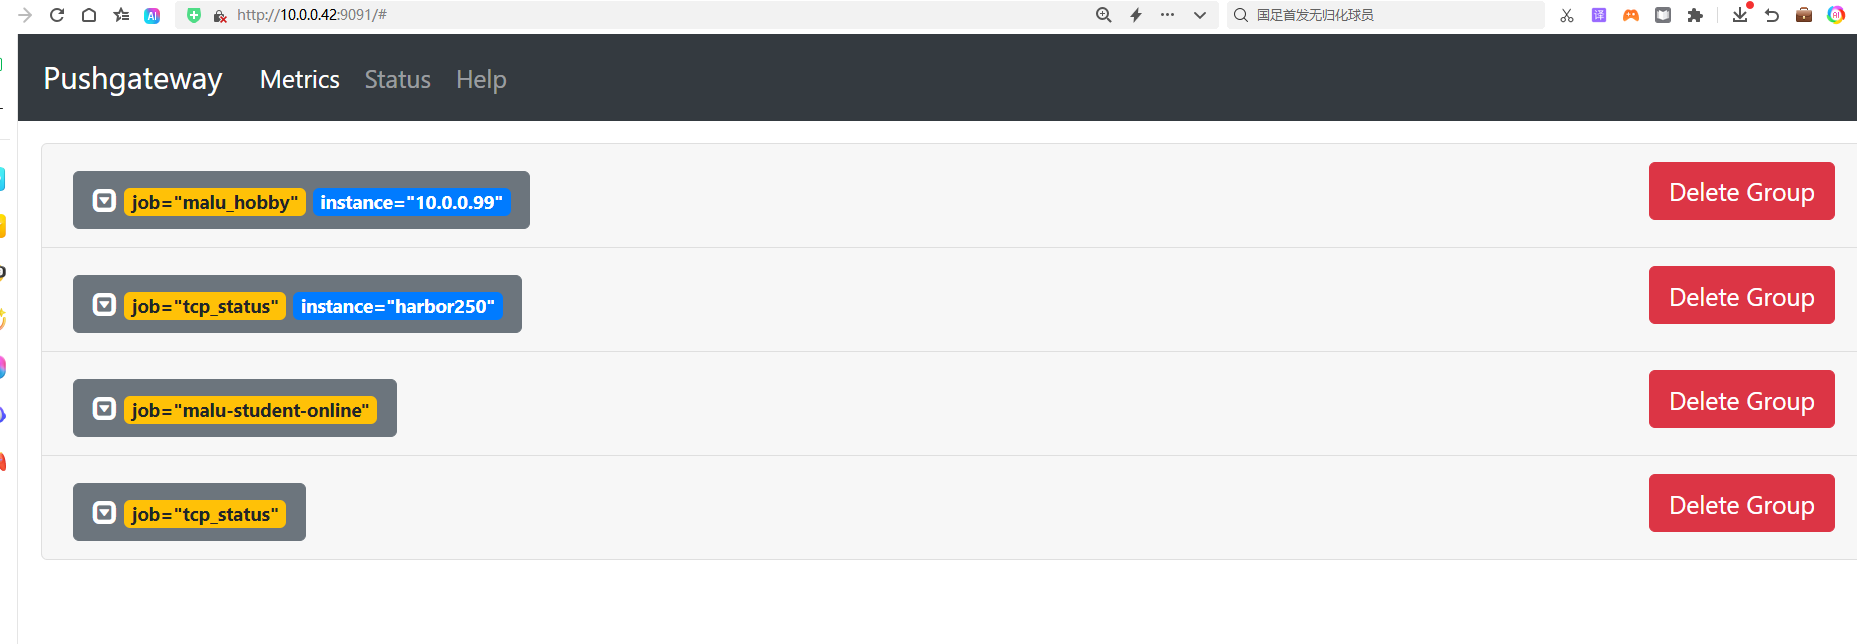 http://10.0.0.42:9091/#
国足首发无归化球员
Pushgateway Metrics Status Help
job="malu_hobby" instance="10.0.0.99" Delete Group
job="tcp_status" instance="harbor250" Delete Group
job="malu-student-online" Delete Group
job="tcp_status" Delete Group